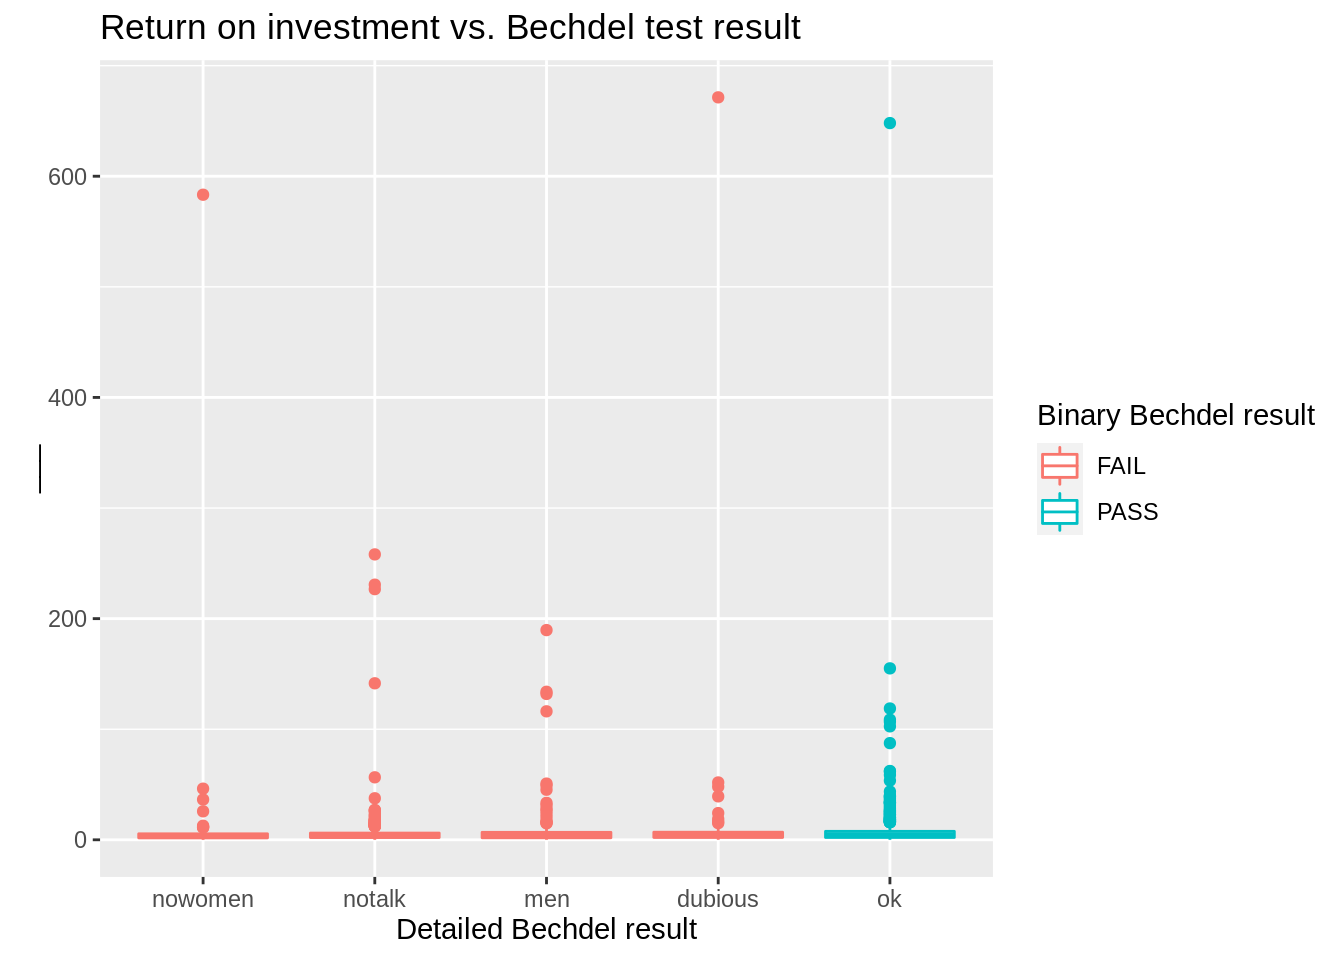 Return on investment vs. Bechdel test result
600
400
200
0
nowomen
notalk
men
dubious
ok
Detailed Bechdel result
Binary Bechdel result
FAIL
PASS